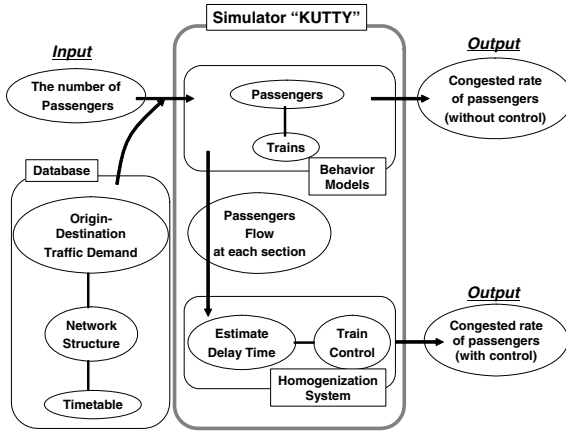 Simulator “KUTTY”
Input
The number of
Passengers
Database
Origin-
Destination
Traffic Demand
Network
Structure
Timetable
Passengers
Trains
Behavior
Models
Passengers
Flow
at each section
Estimate
Delay Time
Train
Control
Homogenization
System
Output
Congested rate
of passengers
(without control)
Output
Congested rate
of passengers
(with control)